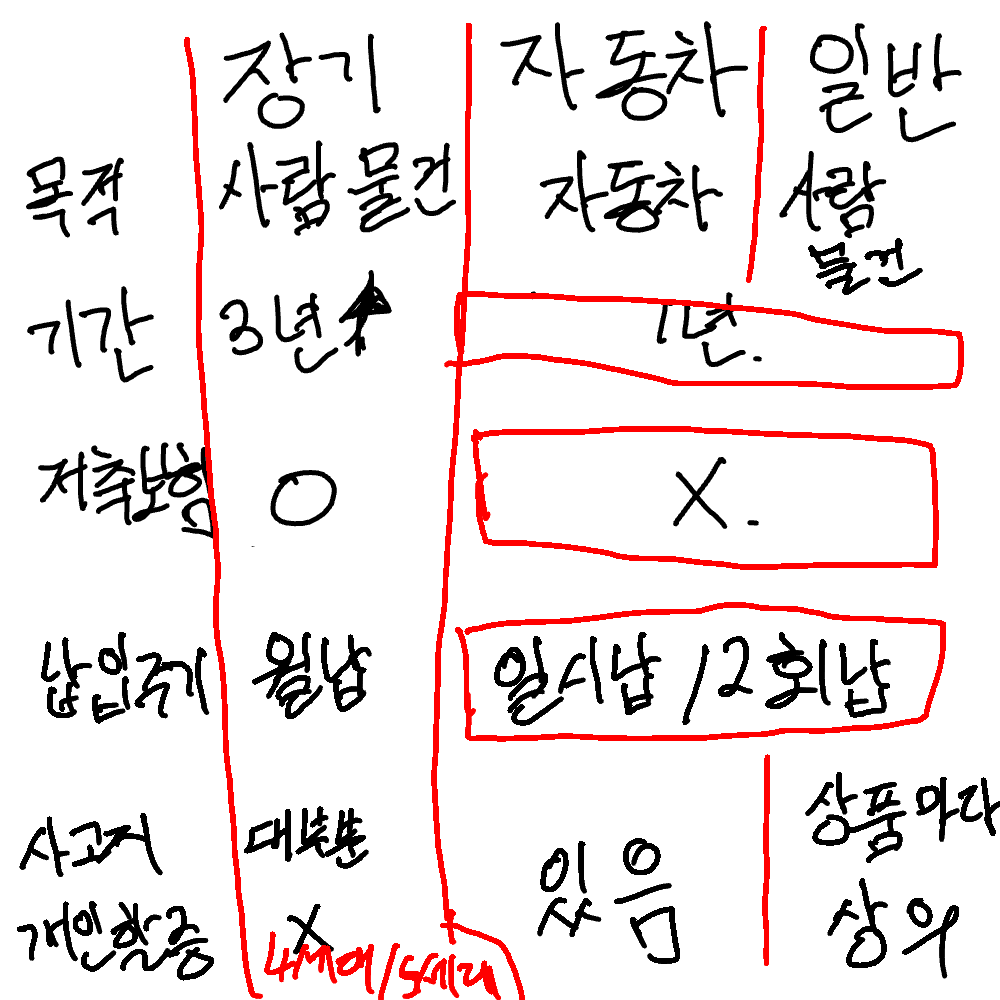 장기 자동차 일반
목적 사람 물건 자동차 사람
물건
기간 3년↑ 1년.
저축보험 O X.
납입주기 월납 일시납 / 2회납
사고시 대부분 있음 상품마다
개인할증 X 상이
4세대/5세대